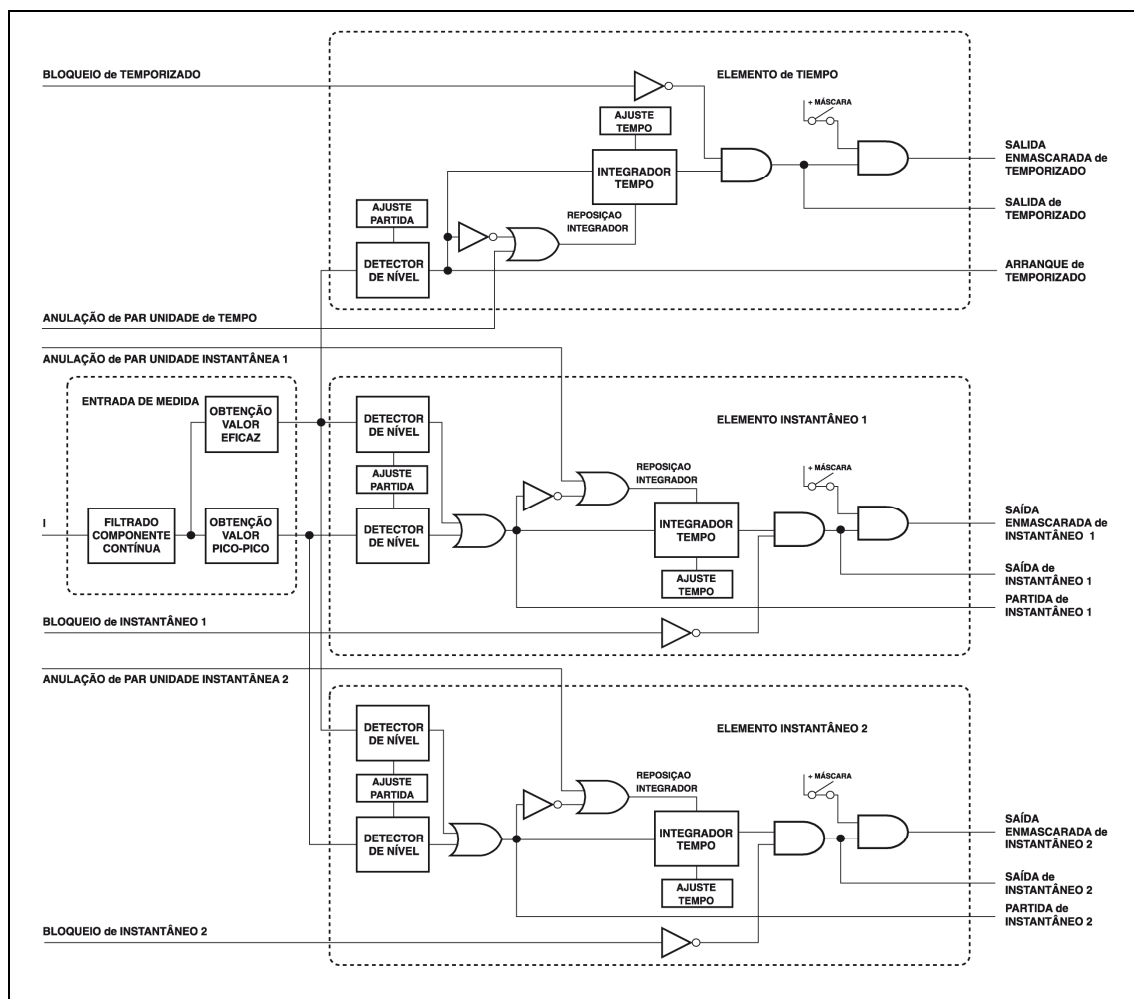 BLOQUEIO de TEMPORIZADO
ELEMENTO de TIEMPO
+ MÁSCARA
AJUSTE
TEMPO
INTEGRADOR
TEMPO
SALIDA
ENMASCARADA de
TEMPORIZADO
AJUSTE
PARTIDA
REPOSIÇAO
INTEGRADOR
SALIDA de
TEMPORIZADO
DETECTOR
DE NÍVEL
ARRANQUE de
TEMPORIZADO
ANULAÇÃO de PAR UNIDADE de TEMPO
ANULAÇÃO de PAR UNIDADE INSTANTÂNEA 1
ENTRADA DE MEDIDA
OBTENÇÃO
VALOR
EFICAZ
DETECTOR
DE NÍVEL
ELEMENTO INSTANTÂNEO 1
AJUSTE
PARTIDA
REPOSIÇAO
INTEGRADOR
+ MÁSCARA
I
FILTRADO
COMPONENTE
CONTÍNUA
OBTENÇÃO
VALOR
PICO-PICO
DETECTOR
DE NÍVEL
INTEGRADOR
TEMPO
SAÍDA
ENMASCARADA de
INSTANTÂNEO 1
AJUSTE
TEMPO
SAÍDA de
INSTANTÂNEO 1
PARTIDA de
INSTANTÂNEO 1
BLOQUEIO de INSTANTÂNEO 1
ANULAÇÃO de PAR UNIDADE INSTANTÂNEA 2
DETECTOR
DE NÍVEL
ELEMENTO INSTANTÂNEO 2
AJUSTE
PARTIDA
REPOSIÇAO
INTEGRADOR
+ MÁSCARA
DETECTOR
DE NÍVEL
INTEGRADOR
TEMPO
SAÍDA
ENMASCARADA de
INSTANTÂNEO 2
AJUSTE
TEMPO
SAÍDA de
INSTANTÂNEO 2
PARTIDA de
INSTANTÂNEO 2
BLOQUEIO de INSTANTÂNEO 2